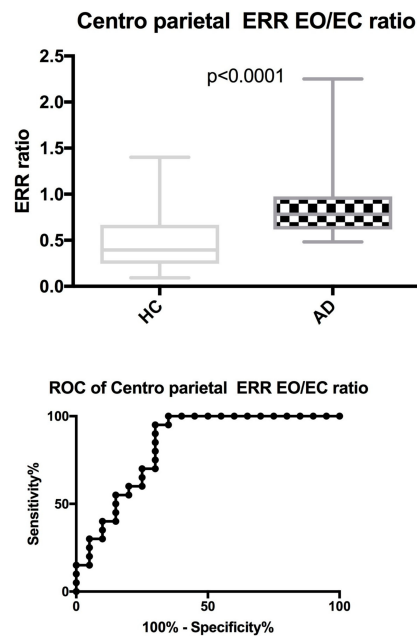 Centro parietal ERR EO/EC ratio
p<0.0001
2.5
2.0
1.5
1.0
0.5
0.0
ERR ratio
HC
AD
ROC of Centro parietal ERR EO/EC ratio
100
50
0
Sensitivity%
0
50
100
100% - Specificity%